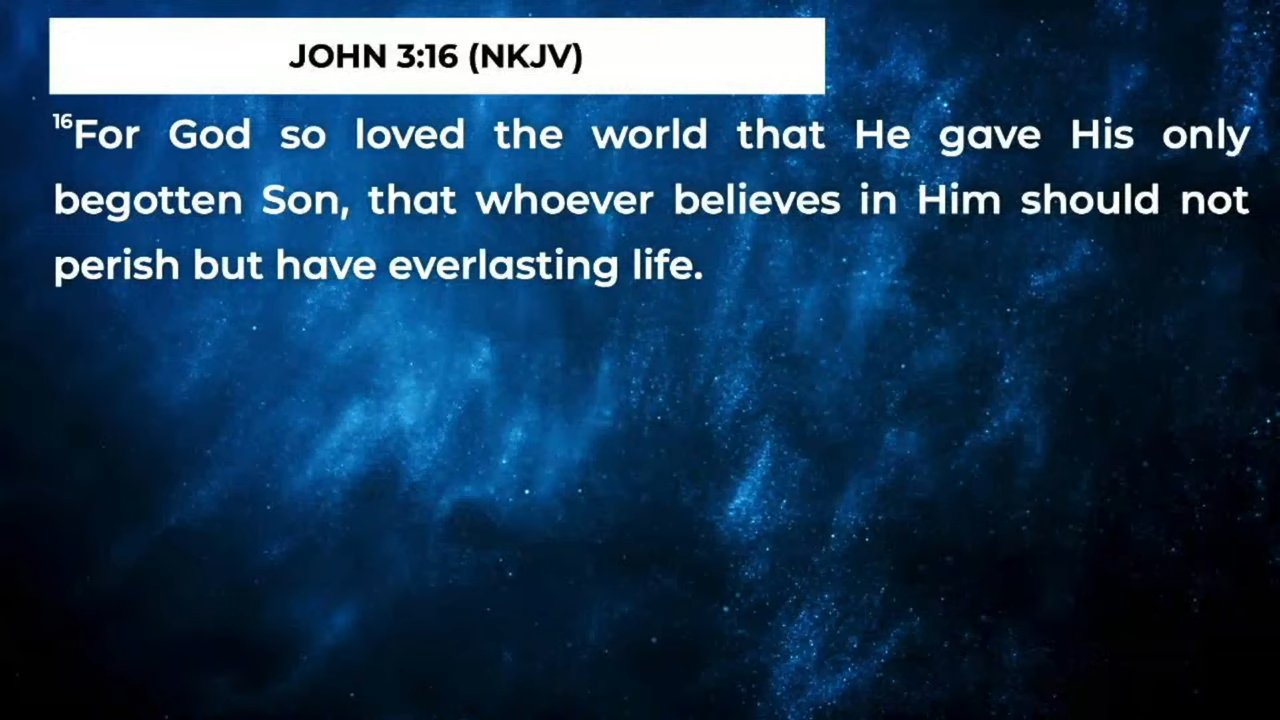 JOHN 3:16 (NKJV)
16For God so loved the world that He gave His only
begotten Son, that whoever believes in Him should not
perish but have everlasting life.